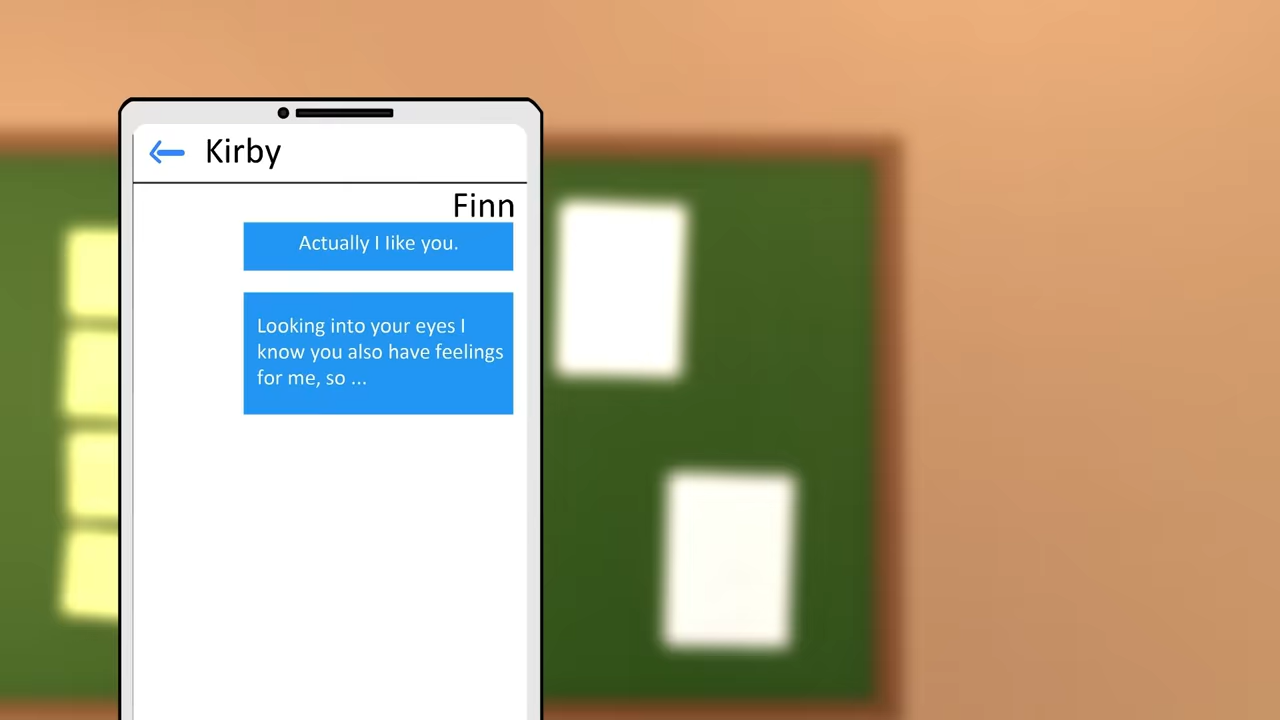 Kirby
Finn
Actually I like you.
Looking into your eyes I
know you also have feelings
for me, so ...